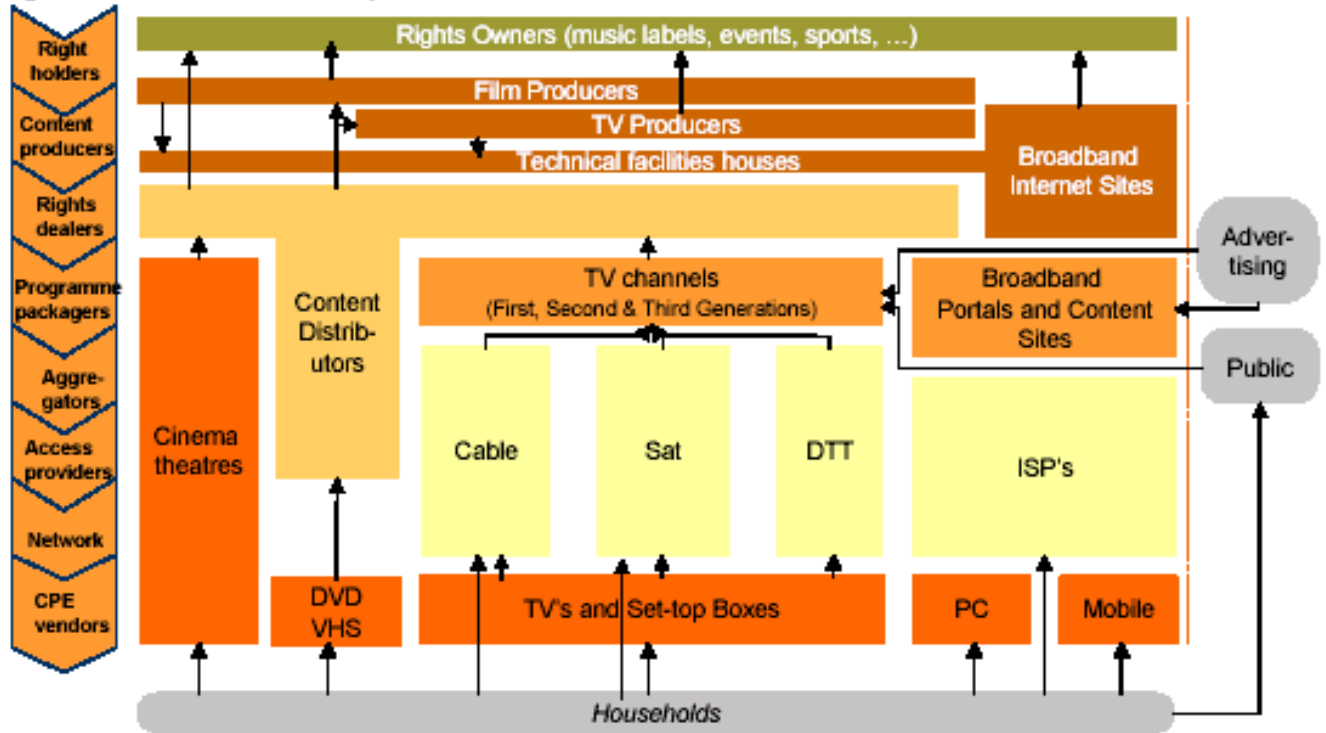 Right
holders
Content
producers
Rights
dealers
Programme
packagers
Aggre-
gators
Access
providers
Network
CPE
vendors
Rights Owners (music labels, events, sports, ...)
Film Producers
TV Producers
Technical facilities houses
Broadband
Internet Sites
Content
Distrib-
utors
TV channels
(First, Second & Third Generations)
Broadband
Portals and Content
Sites
Adver-
tising
Public
Cinema
theatres
Cable
Sat
DTT
ISP's
DVD
VHS
TV's and Set-top Boxes
PC
Mobile
Households